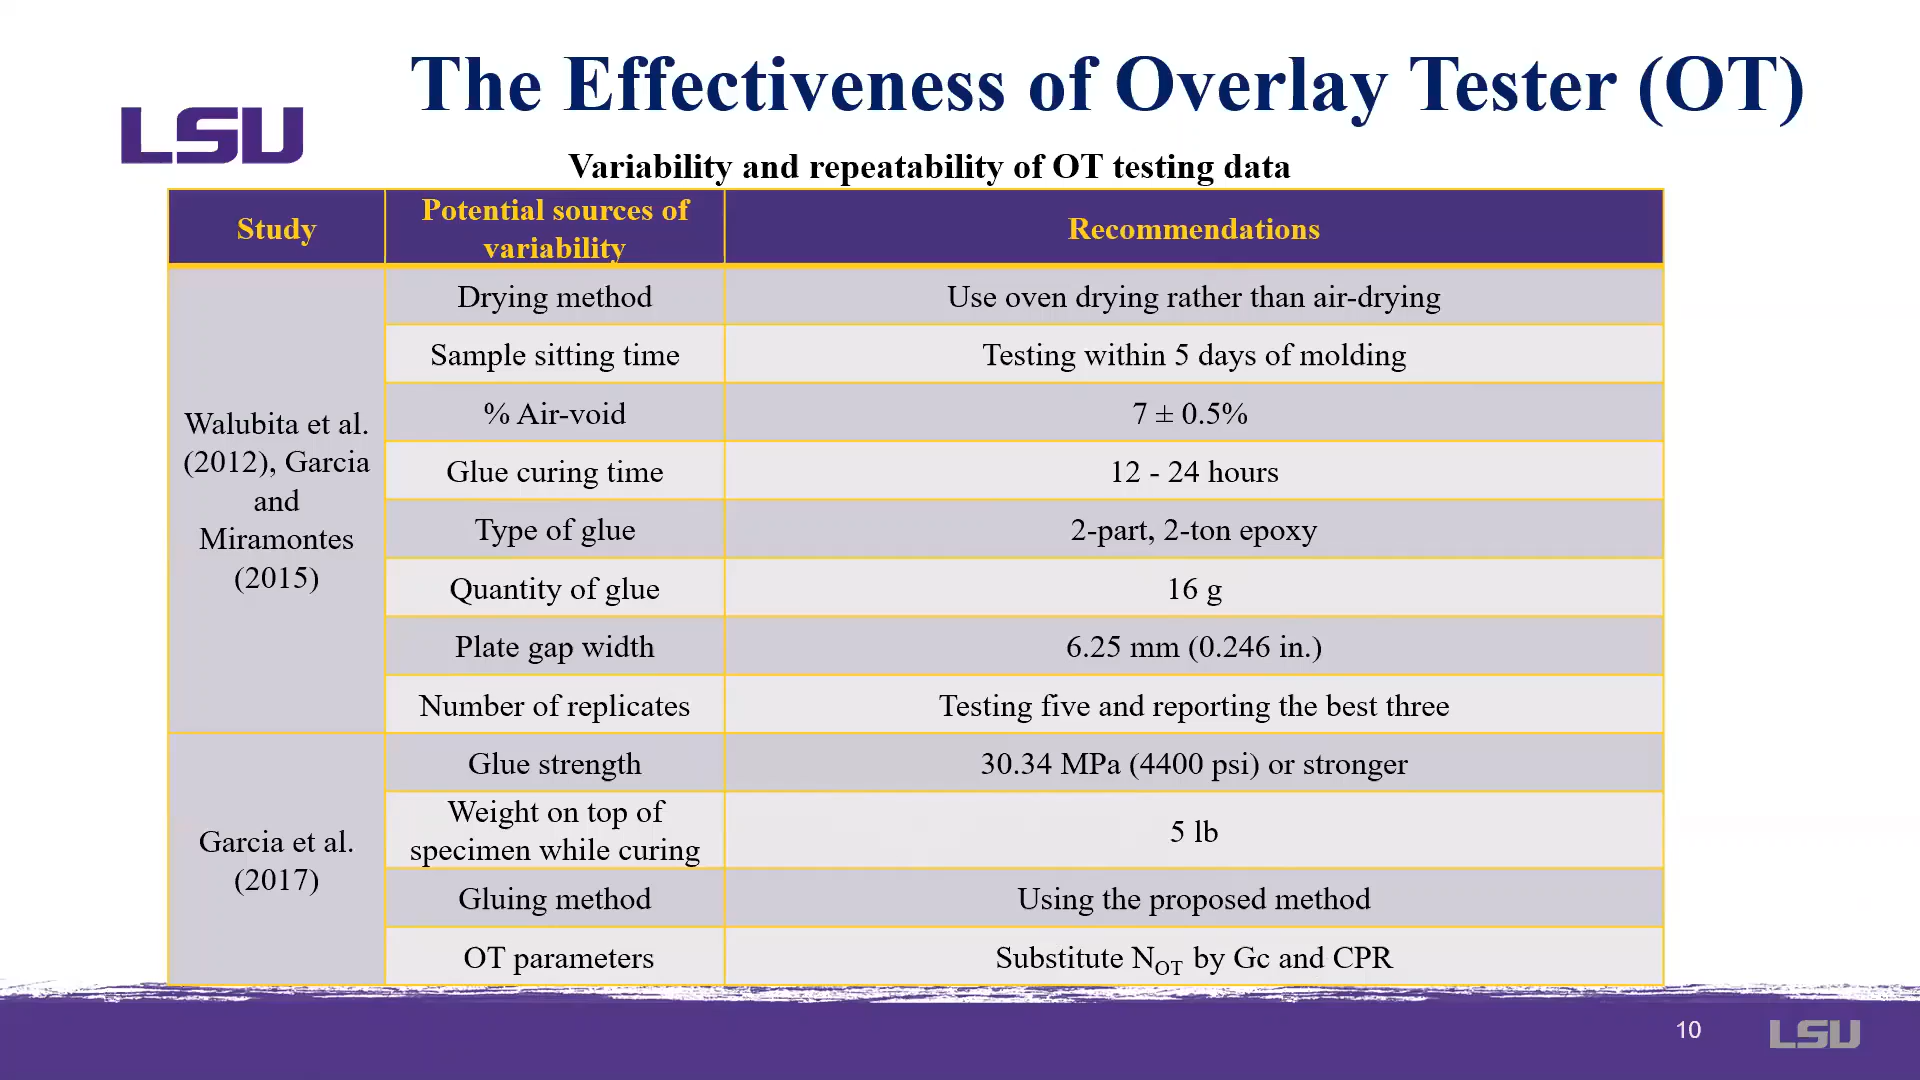 The Effectiveness of Overlay Tester (OT)
LSU
Variability and repeatability of OT testing data
Study
Potential sources of
variability
Recommendations
Walubita et al.
(2012), Garcia
and
Miramontes
(2015)
Drying method
Use oven drying rather than air-drying
Sample sitting time
Testing within 5 days of molding
% Air-void
7 ± 0.5%
Glue curing time
12 - 24 hours
Type of glue
2-part, 2-ton epoxy
Quantity of glue
16 g
Plate gap width
6.25 mm (0.246 in.)
Number of replicates
Testing five and reporting the best three
Garcia et al.
(2017)
Glue strength
30.34 MPa (4400 psi) or stronger
Weight on top of
specimen while curing
5 lb
Gluing method
Using the proposed method
OT parameters
Substitute NOT by Gc and CPR
10
LSU